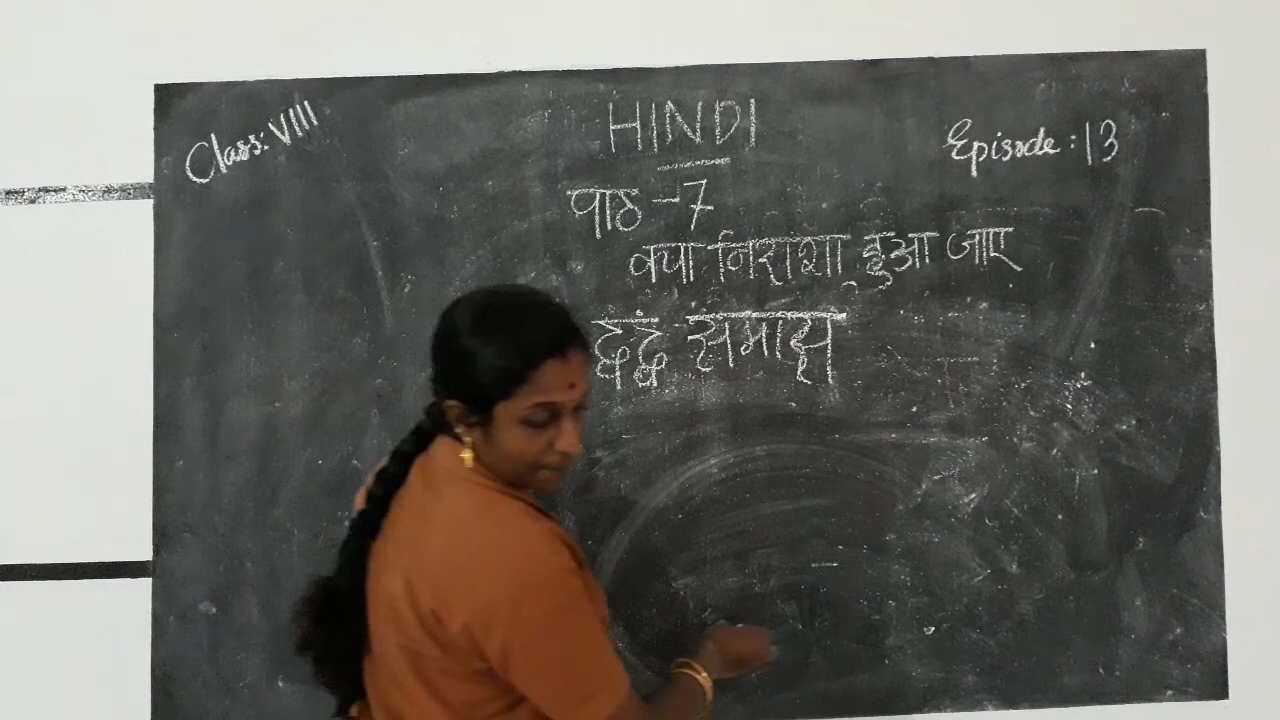 Class: VIII
HINDI
Episode: 13
पाठ - 7
क्या निराशा हुआ जाए
द्वंद्वं समास